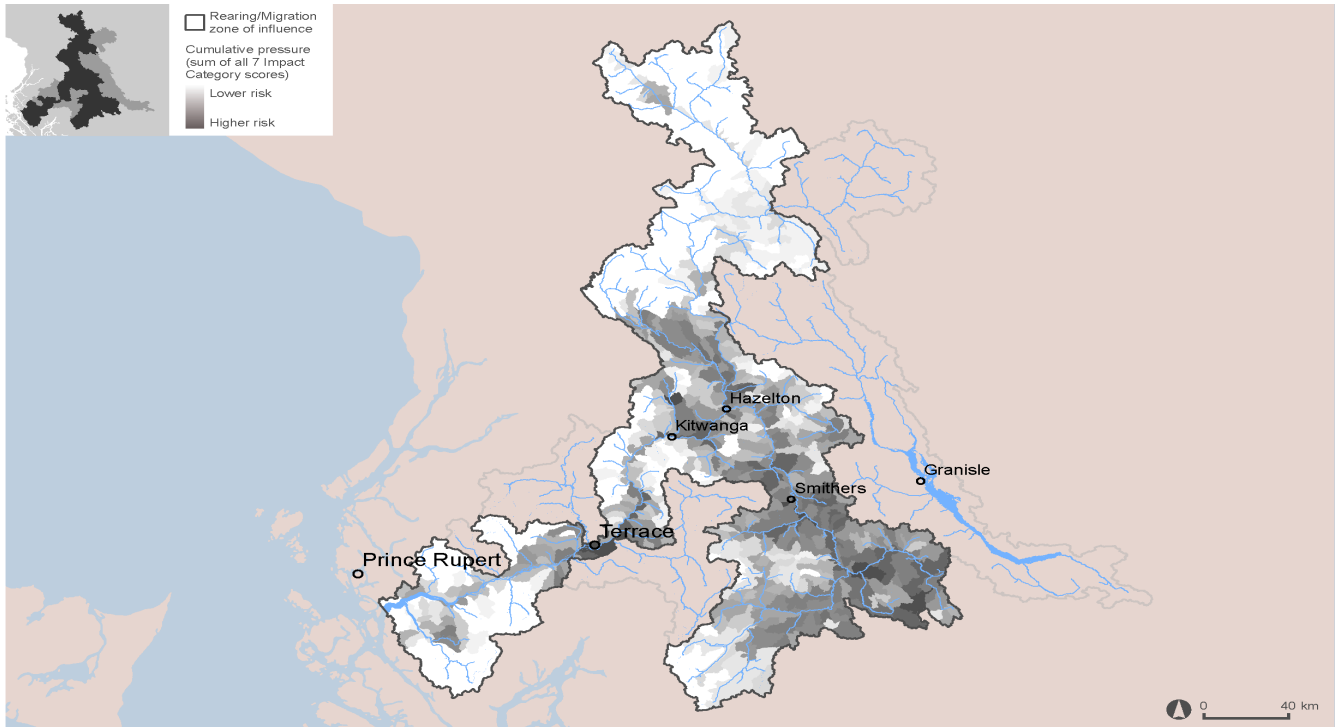 Rearing/Migration
zone of influence
Cumulative pressure
(sum of all 7 Impact
Category scores)
Lower risk
Higher risk
Hazelton
Kitwanga
Granisle
Smithers
Terrace
Prince Rupert
0 40 km